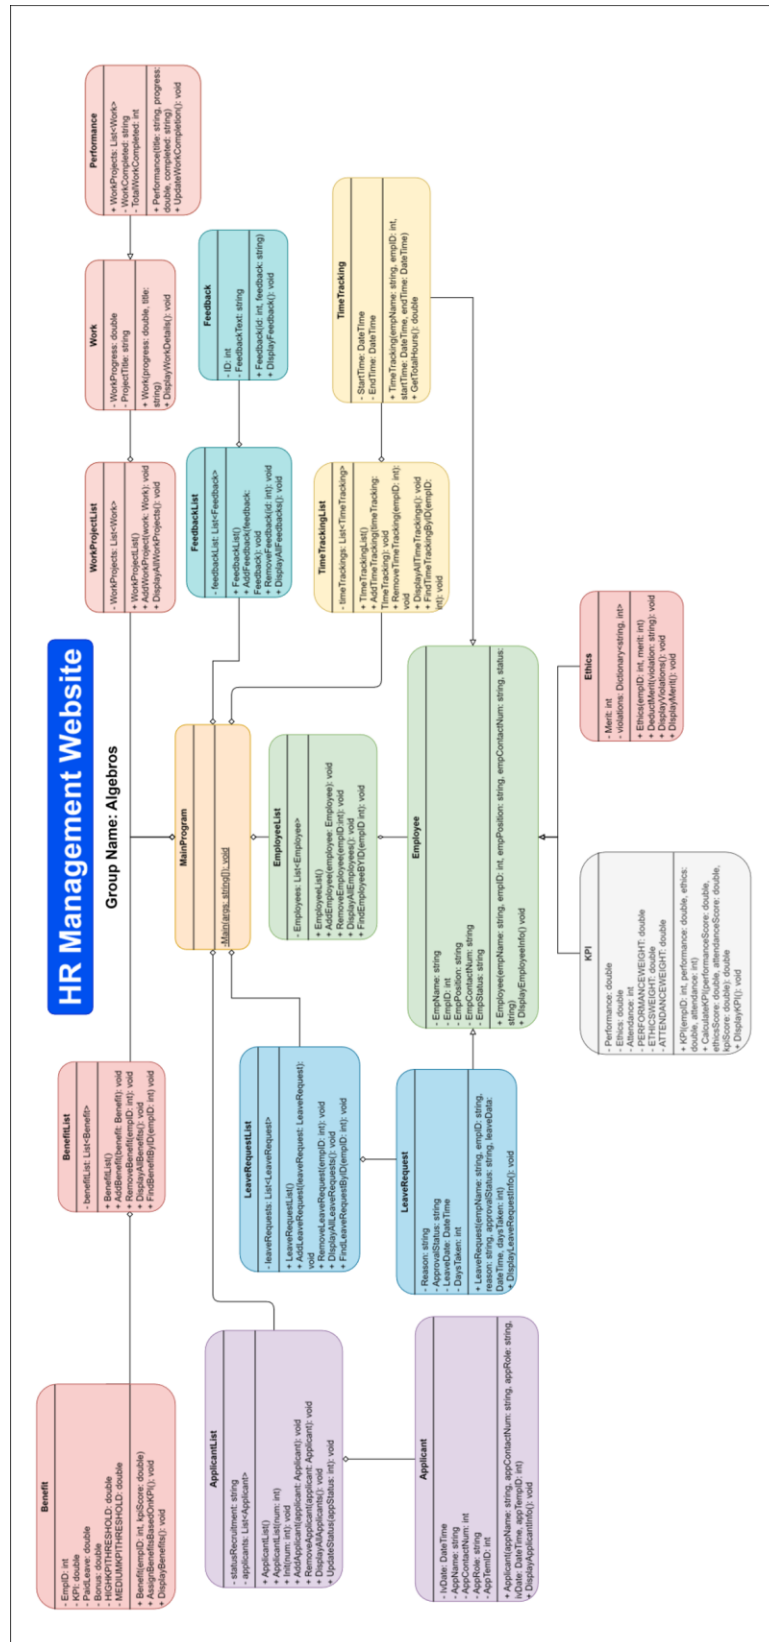 HR Management Website
Group Name: Algebros
Benefit
- EmpID: int
- KPI: double
- PaidLeave: double
- Bonus: double
- HIGHKPITHRESHOLD: double
- MEDIUMKPITHRESHOLD: double
+ Benefit(empID: int, kpiScore: double)
+ AssignBenefitsBasedOnKPI(); void
+ DisplayBenefits(): void
BenefitList
- benefitList: List<Benefit>
+ BenefitList()
+ AddBenefit(benefit: Benefit): void
+ RemoveBenefit(empID: int): void
+ DisplayAllBenefits(): void
+ FindBenefitByID(empID: int) void
WorkProjectList
- WorkProjects: List<Work>
+ WorkProjectList()
+ AddWorkProject(work: Work): void
+ DisplayAllWorkProjects(): void
Work
- WorkProgress: double
- ProjectTitle: string
+ Work(progress: double, title:
string)
+ DisplayWorkDetails(): void
Performance
+ WorkProjects: List<Work>
- WorkCompleted: string
- TotalWorkCompleted: int
+ Performance(title: string, progress:
double, completed: string)
+ UpdateWorkCompletion(): void
MainProgram
-Main(args: string[]): void
FeedbackList
- feedbackList: List<Feedback>
+ FeedbackList()
+ AddFeedback(feedback:
Feedback): void
+ RemoveFeedback(id: int): void
+ DisplayAllFeedbacks(): void
Feedback
- ID: int
- FeedbackText: string
+ Feedback(id: int, feedback: string)
+ DisplayFeedback(): void
ApplicantList
- statusRecruitment: string
- applicants: List<Applicant>
+ ApplicantList()
+ ApplicantList(num: int)
+ Init(num: int): void
+ AddApplicant(applicant: Applicant): void
+ RemoveApplicant(applicant: Applicant): void
+ DisplayAllApplicants(): void
+ UpdateStatus(appStatus: int): void
LeaveRequestList
- leaveRequests: List<LeaveRequest>
+ LeaveRequestList()
+ AddLeaveRequest(leaveRequest: LeaveRequest):
void
+ RemoveLeaveRequest(empID: int): void
+ DisplayAllLeaveRequests(): void
+ FindLeaveRequestByID(empID: int): void
EmployeeList
- Employees: List<Employee>
+ EmployeeList()
+ AddEmployee(employee: Employee): void
+ RemoveEmployee(empID:int): void
+ DisplayAllEmployees(): void
+ FindEmployeeBYID(empID int): void
TimeTrackingList
- timeTrackings: List<TimeTracking>
+ TimeTrackingList()
+ AddTimeTracking(timeTracking:
TimeTracking): void
+ RemoveTimeTracking(empID: int):
void
+ DisplayAllTimeTrackings(): void
+ FindTimeTrackingByID(empID:
int): void
TimeTracking
- StartTime: DateTime
- EndTime: DateTime
+ TimeTracking(empName: string, empID: int,
startTime: DateTime, endTime: DateTime)
+ GetTotalHours(): double
Applicant
- IvDate: DateTime
- AppName: string
- AppContactNum: int
- AppRole: string
- AppTemID: int
+ Applicant(appName: string, appContactNum: string, appRole: string,
ivDate: DateTime, appTempID: int)
+ DisplayApplicantInfo(): void
LeaveRequest
- Reason: string
- ApprovalStatus: string
- LeaveDate: DateTime
- DaysTaken: int
+ LeaveRequest(empName: string, empID: string,
reason: string, approvalStatus: string, leaveData:
DateTime, daysTaken: int)
+ DisplayLeaveRequestInfo(): void
Employee
- EmpName: string
- EmpID: int
- EmpPosition: string
- EmpContactNum: string
- EmpStatus: string
+ Employee(empName: string, empID: int, empPosition: string, empContactNum: string, status:
string)
+ DisplayEmployeeInfo() void
KPI
- Performance: double
- Ethics: double
- Attendance: int
- PERFORMANCEWEIGHT: double
- ETHICSWEIGHT: double
- ATTENDANCEWEIGHT: double
+ KPI(empID: int, performance: double, ethics:
double, attendance: int)
+ CalculateKPI(performanceScore: double,
ethicsScore: double, attendanceScore: double,
kpiScore: double): double
+ DisplayKPI(): void
Ethics
- Merit: int
- violations: Dictionary<string, int>
+ Ethics(empID: int, merit: int)
+ DeductMerit(violation: string): void
+ DisplayViolations(): void
+ DisplayMerit(): void